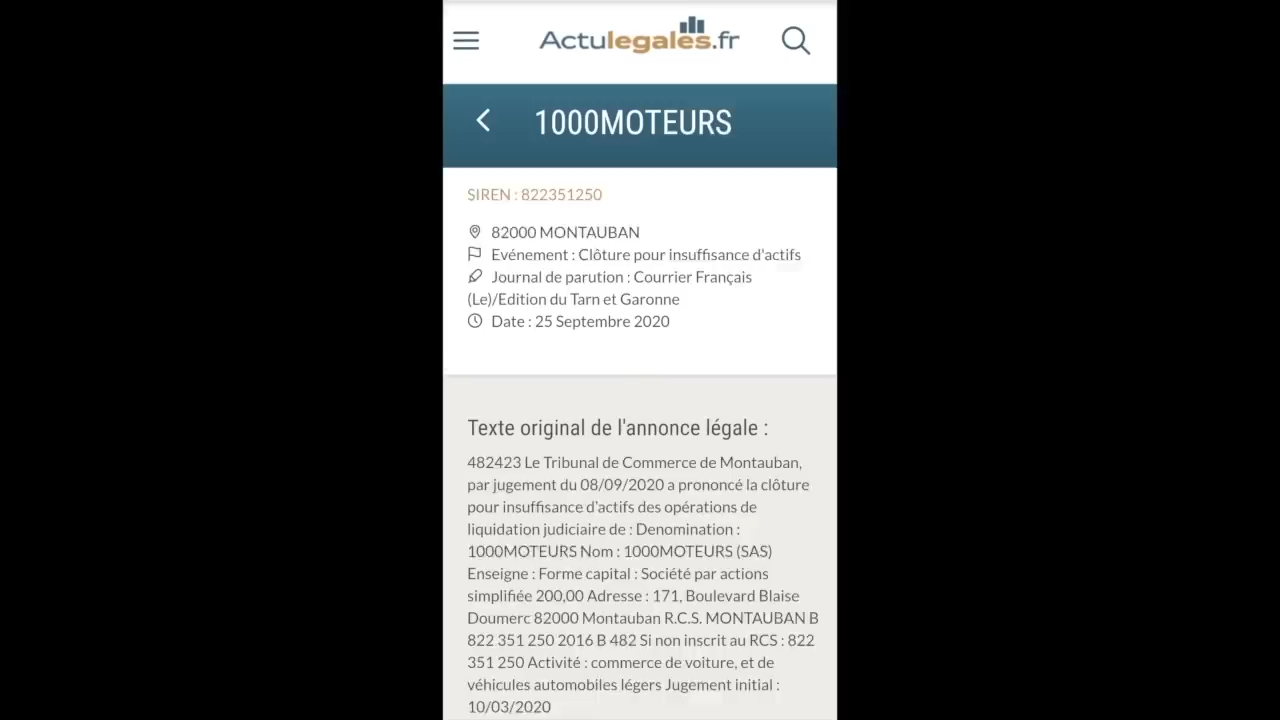 Actulegales.fr
1000MOTEURS
SIREN : 822351250
82000 MONTAUBAN
Evénement : Clôture pour insuffisance d'actifs
Journal de parution : Courrier Français
(Le)/Edition du Tarn et Garonne
Date : 25 Septembre 2020
Texte original de l'annonce légale :
482423 Le Tribunal de Commerce de Montauban,
par jugement du 08/09/2020 a prononcé la clôture
pour insuffisance d'actifs des opérations de
liquidation judiciaire de : Denomination :
1000MOTEURS Nom : 1000MOTEURS (SAS)
Enseigne : Forme capital : Société par actions
simplifiée 200,00 Adresse : 171, Boulevard Blaise
Doumerc 82000 Montauban R.C.S. MONTAUBAN B
822 351 250 2016 B 482 Si non inscrit au RCS : 822
351 250 Activité : commerce de voiture, et de
véhicules automobiles légers Jugement initial :
10/03/2020